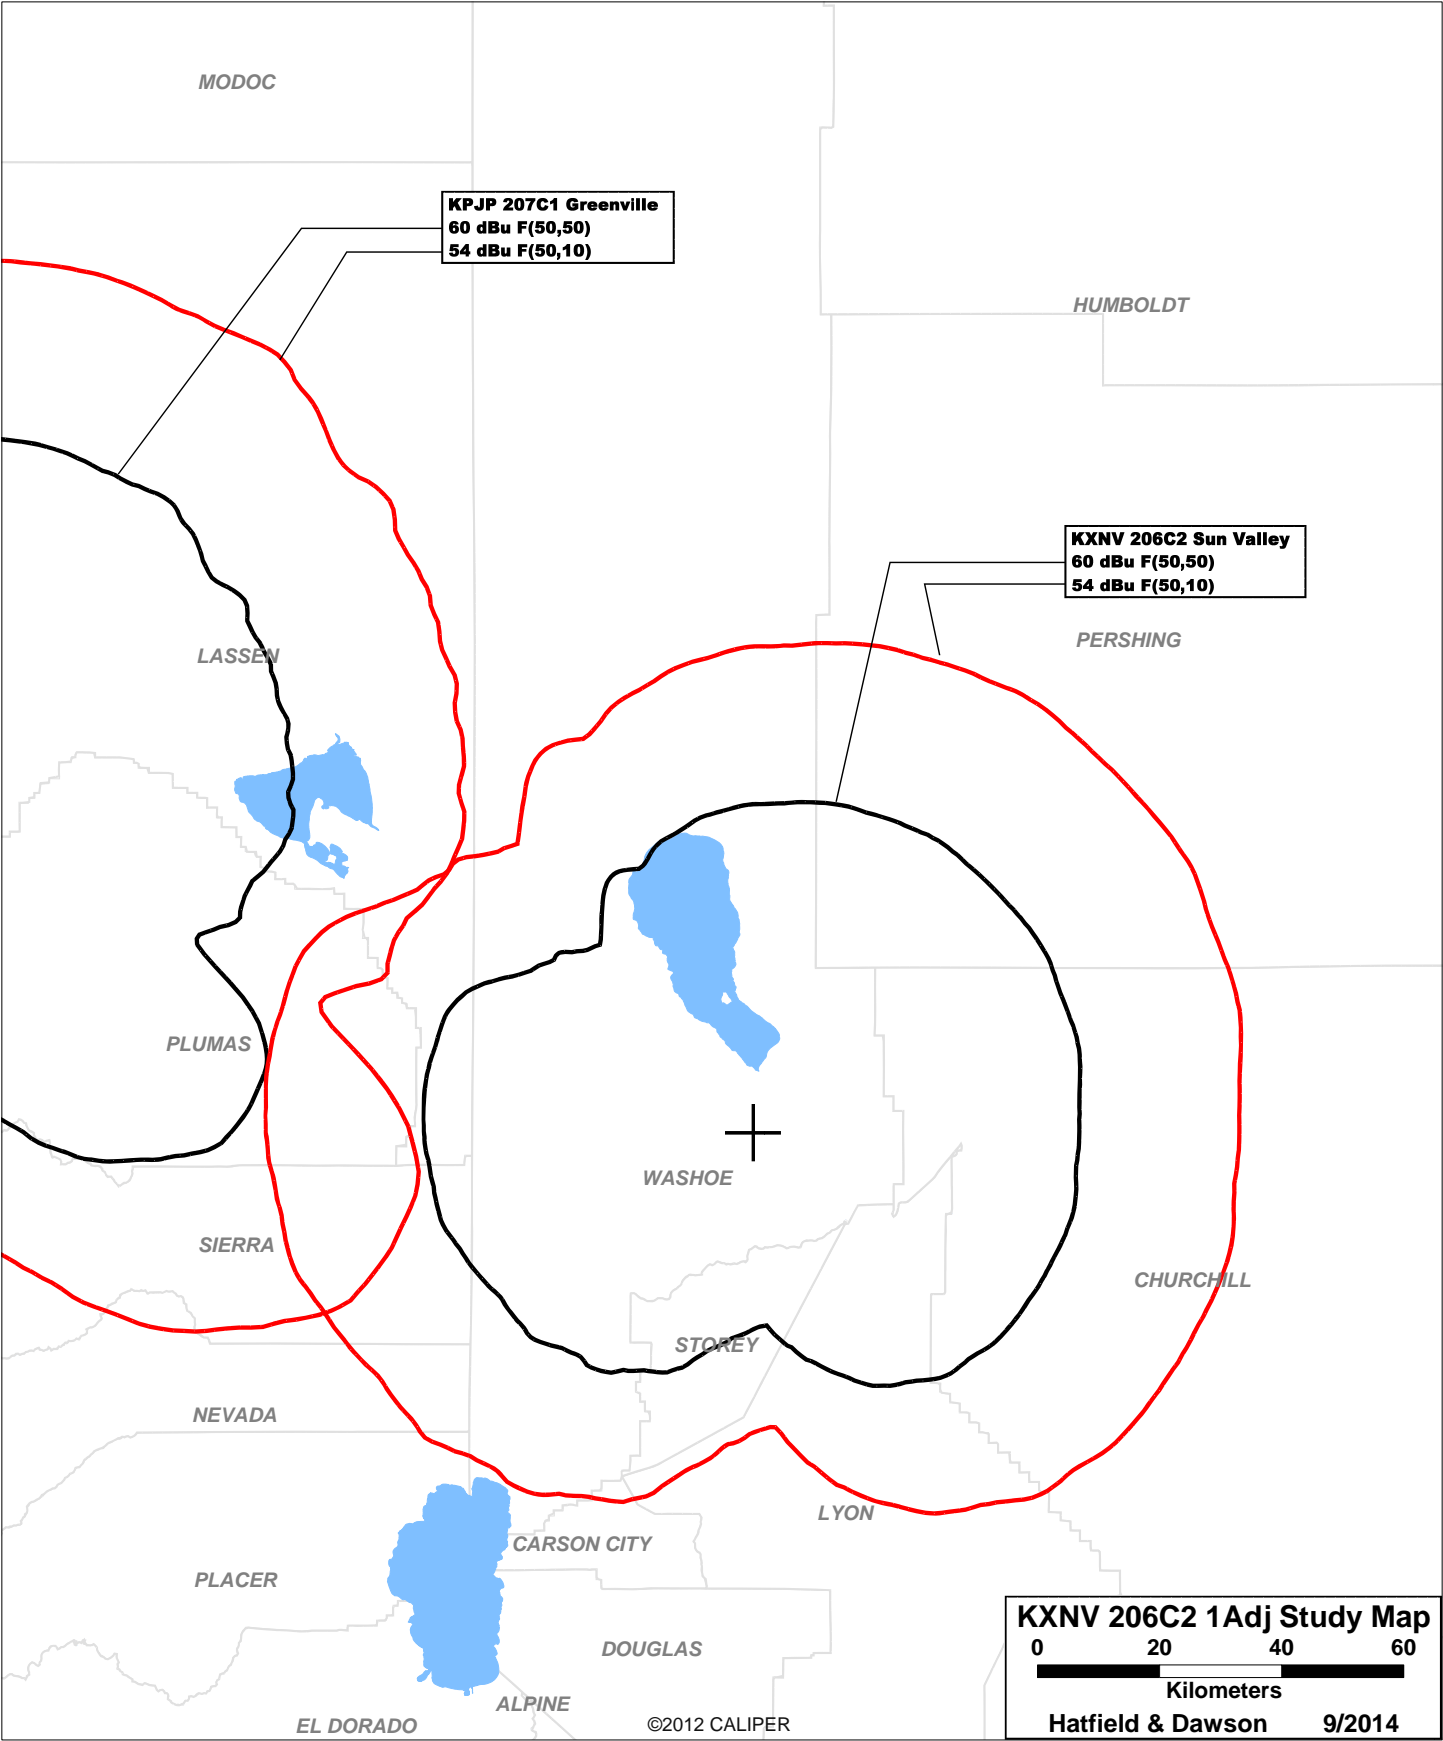 MODOC
KPJP 207C1 Greenville
60 dBu F(50,50)
54 dBu F(50,10)
HUMBOLDT
KXNV 206C2 Sun Valley
60 dBu F(50,50)
54 dBu F(50,10)
PERSHING
LASSEN
PLUMAS
WASHOE
SIERRA
CHURCHILL
STOREY
NEVADA
LYON
CARSON CITY
PLACER
DOUGLAS
ALPINE
EL DORADO
©2012 CALIPER
KXNV 206C2 1Adj Study Map
0 20 40 60
Kilometers
Hatfield & Dawson 9/2014